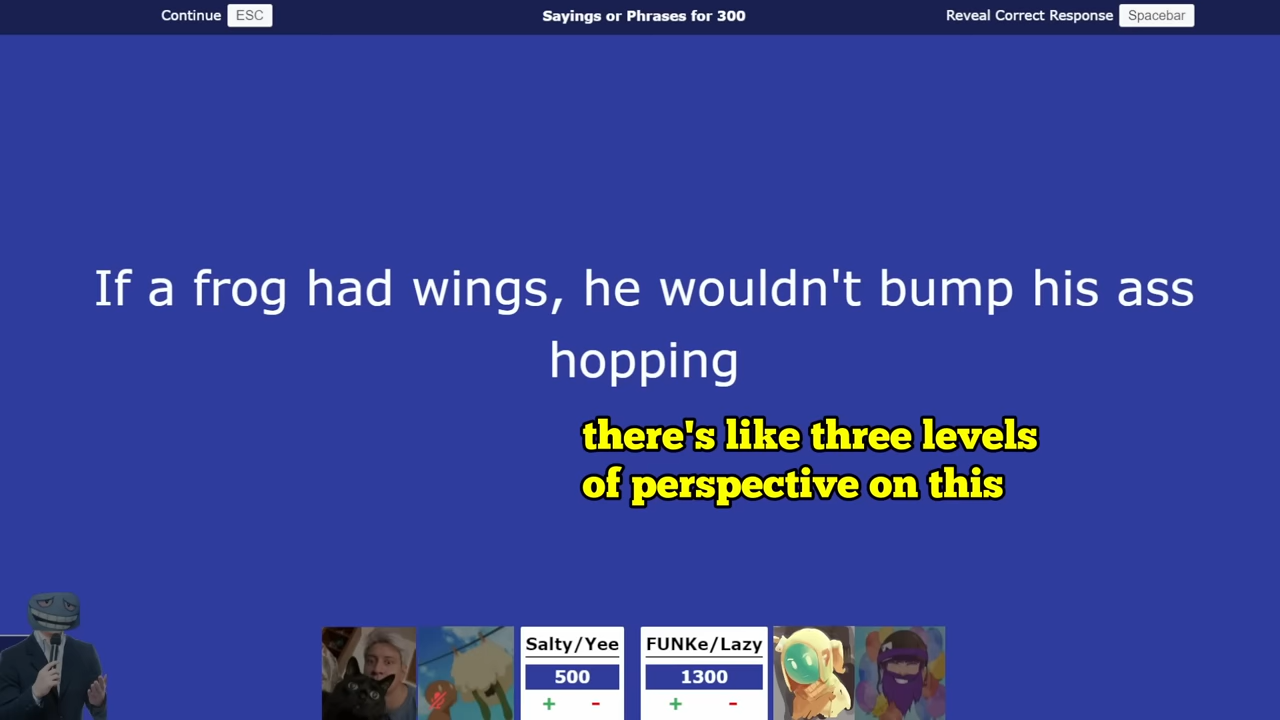 Continue ESC Sayings or Phrases for 300 Reveal Correct Response Spacebar
If a frog had wings, he wouldn't bump his ass
hopping
there's like three levels
of perspective on this
Salty/Yee FUNKe/Lazy
500 1300
+ - + -